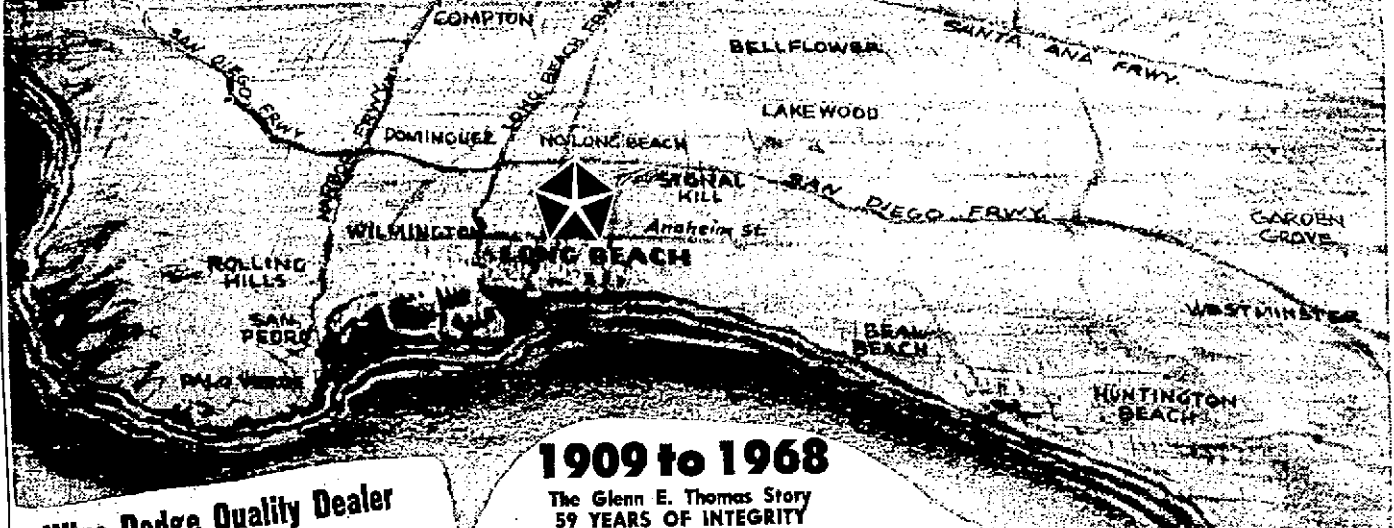 COMPTON
SAN DIEGO FRWY
HARBOR FRWY.
LONG BEACH FRWY
BELLFLOWER
SANTA ANA FRWY.
LAKEWOOD
DOMINGUEZ
NO. LONG BEACH
SIGNAL
HILL
SAN DIEGO FRWY.
GARDEN
GROVE
WILMINGTON
Anaheim St.
LONG BEACH
ROLLING
HILLS
SAN
PEDRO
WESTMINSTER
SEAL
BEACH
PALO VERDE
HUNTINGTON
BEACH
Dodge Quality Dealer
1909 to 1968
The Glenn E. Thomas Story
59 YEARS OF INTEGRITY